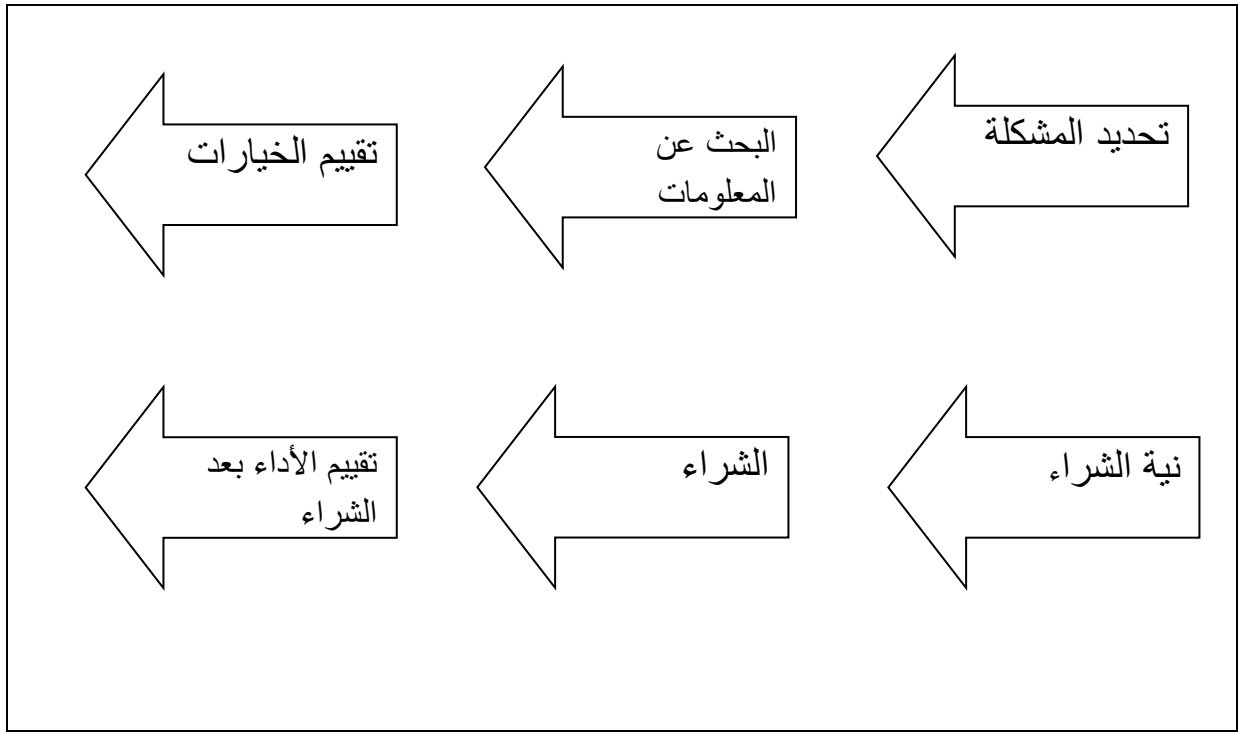 تحديد المشكلة
البحث عن
المعلومات
تقييم الخيارات
نية الشراء
الشراء
تقييم الأداء بعد
الشراء